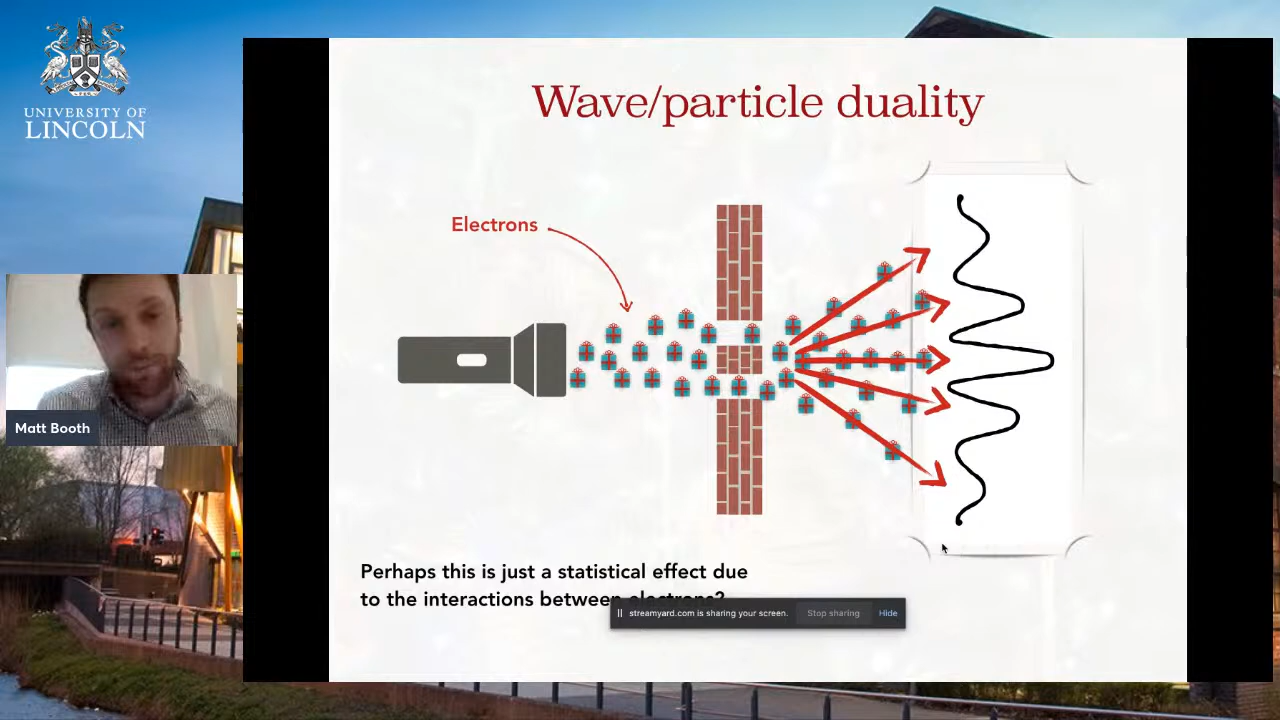 UNIVERSITY OF
LINCOLN
Wave/particle duality
Electrons
Matt Booth
Perhaps this is just a statistical effect due
to the interactions between electrons?
streamyard.com is sharing your screen.
Stop sharing
Hide